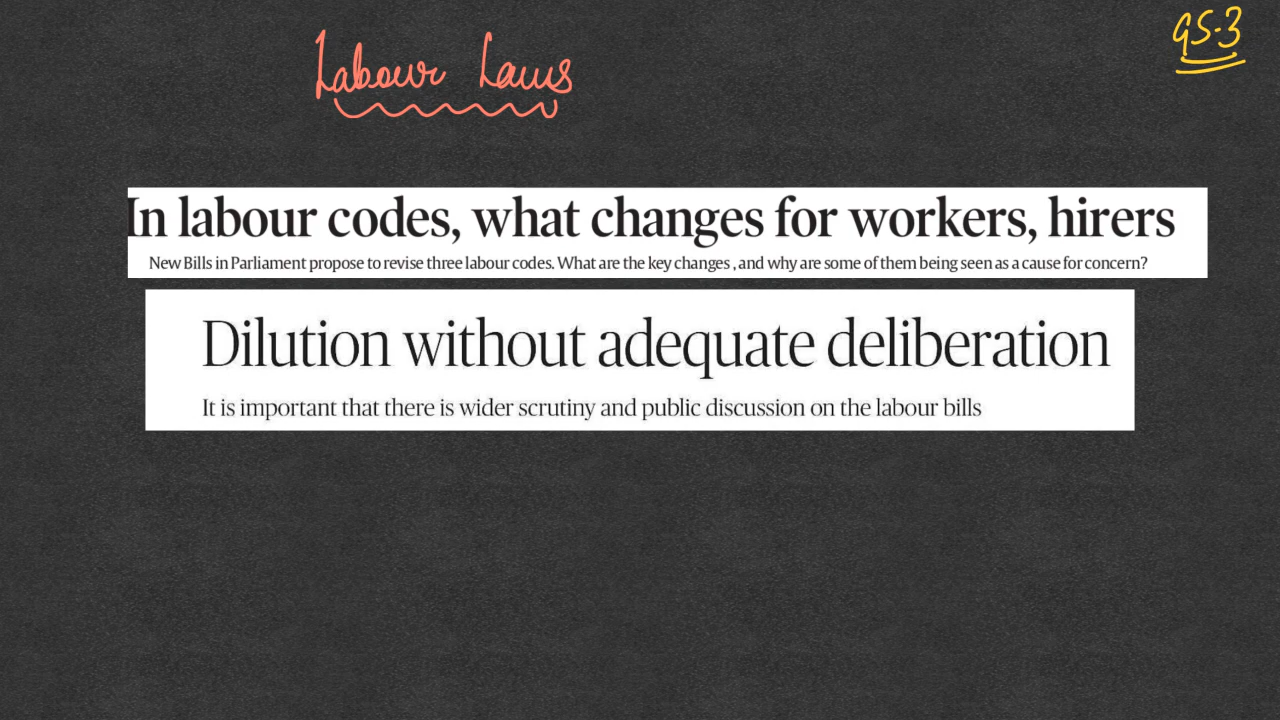 Labour Laws
GS-3
In labour codes, what changes for workers, hirers
New Bills in Parliament propose to revise three labour codes. What are the key changes , and why are some of them being seen as a cause for concern?
Dilution without adequate deliberation
It is important that there is wider scrutiny and public discussion on the labour bills